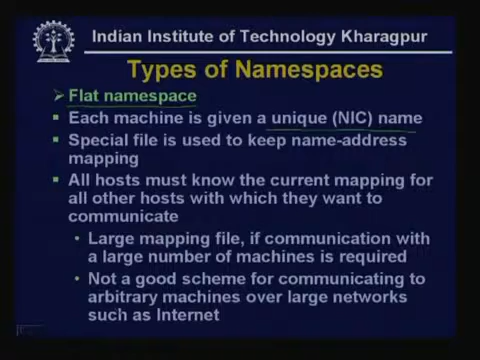 Indian Institute of Technology Kharagpur
Types of Namespaces
Flat namespace
Each machine is given a unique (NIC) name
Special file is used to keep name-address
mapping
All hosts must know the current mapping for
all other hosts with which they want to
communicate
Large mapping file, if communication with
a large number of machines is required
Not a good scheme for communicating to
arbitrary machines over large networks
such as Internet